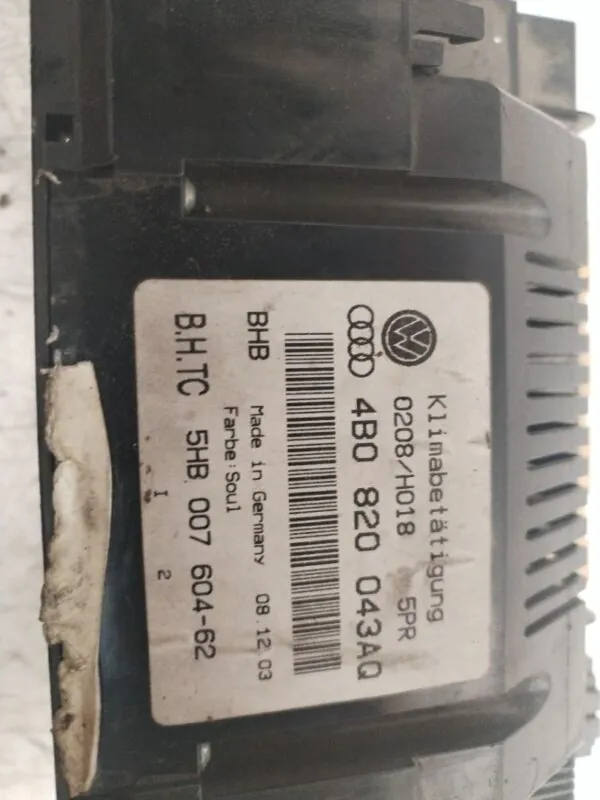 Klimabetätigung
0208/H018 5PR
4B0 820 043AQ
BHB Made in Germany 08.12.03
Farbe:Soul
B.H.TC 5HB 007 604-62
I 2